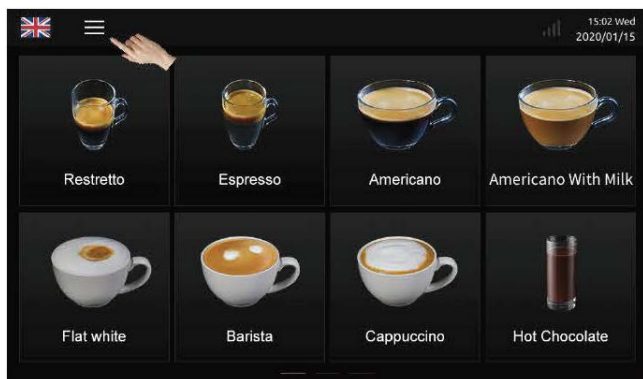 15:02 Wed
2020/01/15
Restretto
Espresso
Americano
Americano With Milk
Flat white
Barista
Cappuccino
Hot Chocolate